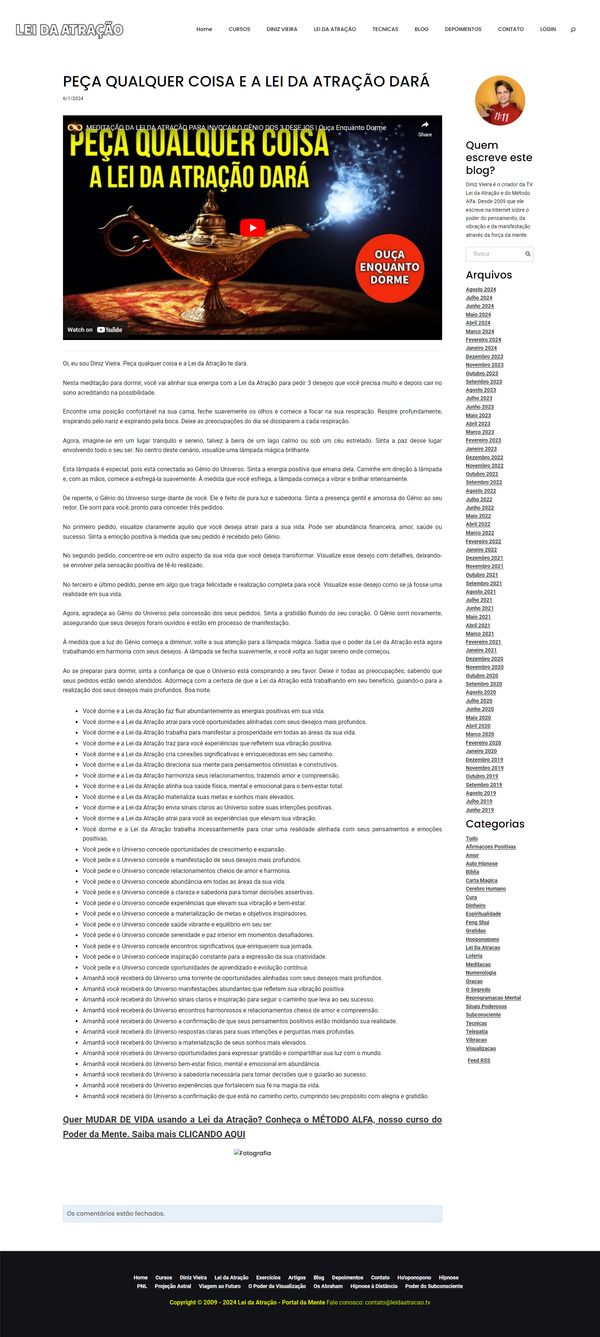 LEI DA ATRAÇÃO
Home CURSOS DINIZ VIEIRA LEI DA ATRAÇÃO TECNICAS BLOG DEPOIMENTOS CONTATO LOGIN
PEÇA QUALQUER COISA E A LEI DA ATRAÇÃO DARÁ
6/1/2024
MEDITAÇÃO DA LEI DA ATRAÇÃO PARA INVOCAR O GÊNIO DOS 3 DESEJOS | Ouça Enquanto Dorme
Share
PEÇA QUALQUER COISA
A LEI DA ATRAÇÃO DARÁ
OUÇA
ENQUANTO
DORME
Watch on YouTube
Oi, eu sou Diniz Vieira. Peça qualquer coisa e a Lei da Atração te dará.
Nesta meditação para dormir, você vai alinhar sua energia com a Lei da Atração para pedir 3 desejos que você precisa muito e depois cair no
sono acreditando na possibilidade.
Encontre uma posição confortável na sua cama, feche suavemente os olhos e comece a focar na sua respiração. Respire profundamente,
inspirando pelo nariz e expirando pela boca. Deixe as preocupações do dia se dissiparem a cada respiração.
Agora, imagine-se em um lugar tranquilo e sereno, talvez à beira de um lago calmo ou sob um céu estrelado. Sinta a paz desse lugar
envolvendo todo o seu ser. No centro deste cenário, visualize uma lâmpada mágica brilhante.
Esta lâmpada é especial, pois está conectada ao Gênio do Universo. Sinta a energia positiva que emana dela. Caminhe em direção à lâmpada
e, com as mãos, comece a esfregá-la suavemente. À medida que você esfrega, a lâmpada começa a vibrar e brilhar intensamente.
De repente, o Gênio do Universo surge diante de você. Ele é feito de pura luz e sabedoria. Sinta a presença gentil e amorosa do Gênio ao seu
redor. Ele sorri para você, pronto para conceder três pedidos.
No primeiro pedido, visualize claramente aquilo que você deseja atrair para a sua vida. Pode ser abundância financeira, amor, saúde ou
sucesso. Sinta a emoção positiva à medida que seu pedido é recebido pelo Gênio.
No segundo pedido, concentre-se em outro aspecto da sua vida que você deseja transformar. Visualize esse desejo com detalhes, deixando-
se envolver pela sensação positiva de tê-lo realizado.
No terceiro e último pedido, pense em algo que traga felicidade e realização completa para você. Visualize esse desejo como se já fosse uma
realidade em sua vida.
Agora, agradeça ao Gênio do Universo pela concessão dos seus pedidos. Sinta a gratidão fluindo do seu coração. O Gênio sorri novamente,
assegurando que seus desejos foram ouvidos e estão em processo de manifestação.
À medida que a luz do Gênio começa a diminuir, volte a sua atenção para a lâmpada mágica. Saiba que o poder da Lei da Atração está agora
trabalhando em harmonia com seus desejos. A lâmpada se fecha suavemente, e você volta ao lugar sereno onde começou.
Ao se preparar para dormir, sinta a confiança de que o Universo está conspirando a seu favor. Deixe ir todas as preocupações, sabendo que
seus pedidos estão sendo atendidos. Adormeça com a certeza de que a Lei da Atração está trabalhando em seu benefício, guiando-o para a
realização dos seus desejos mais profundos. Boa noite.
Você dorme e a Lei da Atração faz fluir abundantemente as energias positivas em sua vida.
Você dorme e a Lei da Atração atrai para você oportunidades alinhadas com seus desejos mais profundos.
Você dorme e a Lei da Atração trabalha para manifestar a prosperidade em todas as áreas da sua vida.
Você dorme e a Lei da Atração traz para você experiências que refletem sua vibração positiva.
Você dorme e a Lei da Atração cria conexões significativas e enriquecedoras em seu caminho.
Você dorme e a Lei da Atração direciona sua mente para pensamentos otimistas e construtivos.
Você dorme e a Lei da Atração harmoniza seus relacionamentos, trazendo amor e compreensão.
Você dorme e a Lei da Atração alinha sua saúde física, mental e emocional para o bem-estar total.
Você dorme e a Lei da Atração materializa suas metas e sonhos mais elevados.
Você dorme e a Lei da Atração envia sinais claros ao Universo sobre suas intenções positivas.
Você dorme e a Lei da Atração atrai para você as experiências que elevam sua vibração.
Você dorme e a Lei da Atração trabalha incessantemente para criar uma realidade alinhada com seus pensamentos e emoções
positivas.
Você pede e o Universo concede oportunidades de crescimento e expansão.
Você pede e o Universo concede a manifestação de seus desejos mais profundos.
Você pede e o Universo concede relacionamentos cheios de amor e harmonia.
Você pede e o Universo concede abundância em todas as áreas da sua vida.
Você pede e o Universo concede a clareza e sabedoria para tomar decisões assertivas.
Você pede e o Universo concede experiências que elevam sua vibração e bem-estar.
Você pede e o Universo concede a materialização de metas e objetivos inspiradores.
Você pede e o Universo concede saúde vibrante e equilíbrio em seu ser.
Você pede e o Universo concede serenidade e paz interior em momentos desafiadores.
Você pede e o Universo concede encontros significativos que enriquecem sua jornada.
Você pede e o Universo concede inspiração constante para a expressão da sua criatividade.
Você pede e o Universo concede oportunidades de aprendizado e evolução contínua.
Amanhã você receberá do Universo uma torrente de oportunidades alinhadas com seus desejos mais profundos.
Amanhã você receberá do Universo manifestações abundantes que refletem sua vibração positiva.
Amanhã você receberá do Universo sinais claros e inspiração para seguir o caminho que leva ao seu sucesso.
Amanhã você receberá do Universo encontros harmoniosos e relacionamentos cheios de amor e compreensão.
Amanhã você receberá do Universo a confirmação de que seus pensamentos positivos estão moldando sua realidade.
Amanhã você receberá do Universo respostas claras para suas intenções e perguntas mais profundas.
Amanhã você receberá do Universo a materialização de seus sonhos mais elevados.
Amanhã você receberá do Universo oportunidades para expressar gratidão e compartilhar sua luz com o mundo.
Amanhã você receberá do Universo bem-estar físico, mental e emocional em abundância.
Amanhã você receberá do Universo a sabedoria necessária para tomar decisões que o guiarão ao sucesso.
Amanhã você receberá do Universo experiências que fortalecem sua fé na magia da vida.
Amanhã você receberá do Universo a confirmação de que está no caminho certo, cumprindo seu propósito com alegria e gratidão.
Quer MUDAR DE VIDA usando a Lei da Atração? Conheça o MÉTODO ALFA, nosso curso do
Poder da Mente. Saiba mais CLICANDO AQUI
Fotografia
Os comentários estão fechados.
11:11
Quem
escreve este
blog?
Diniz Vieira é o criador da TV
Lei da Atração e do Método
Alfa. Desde 2009 que ele
escreve na Internet sobre o
poder do pensamento, da
vibração e da manifestação
através da força da mente.
Busca
Arquivos
Agosto 2024
Julho 2024
Junho 2024
Maio 2024
Abril 2024
Março 2024
Fevereiro 2024
Janeiro 2024
Dezembro 2023
Novembro 2023
Outubro 2023
Setembro 2023
Agosto 2023
Julho 2023
Junho 2023
Maio 2023
Abril 2023
Março 2023
Fevereiro 2023
Janeiro 2023
Dezembro 2022
Novembro 2022
Outubro 2022
Setembro 2022
Agosto 2022
Julho 2022
Junho 2022
Maio 2022
Abril 2022
Março 2022
Fevereiro 2022
Janeiro 2022
Dezembro 2021
Novembro 2021
Outubro 2021
Setembro 2021
Agosto 2021
Julho 2021
Junho 2021
Maio 2021
Abril 2021
Março 2021
Fevereiro 2021
Janeiro 2021
Dezembro 2020
Novembro 2020
Outubro 2020
Setembro 2020
Agosto 2020
Julho 2020
Junho 2020
Maio 2020
Abril 2020
Março 2020
Fevereiro 2020
Janeiro 2020
Dezembro 2019
Novembro 2019
Outubro 2019
Setembro 2019
Agosto 2019
Julho 2019
Junho 2019
Categorias
Tudo
Afirmacoes Positivas
Amor
Auto Hipnose
Biblia
Carta Magica
Cerebro Humano
Cura
Dinheiro
Espiritualidade
Feng Shui
Gratidao
Hooponopono
Lei Da Atracao
Loteria
Meditacao
Numerologia
Oracao
O Segredo
Reprogramacao Mental
Sinais Poderosos
Subconsciente
Tecnicas
Telepatia
Vibracao
Visualizacao
Feed RSS
Home Cursos Diniz Vieira Lei da Atração Exercícios Artigos Blog Depoimentos Contato Ho'oponopono Hipnose
PNL Projeção Astral Viagem ao Futuro O Poder da Visualização Os Abraham Hipnose à Distância Poder do Subconsciente
Copyright © 2009 - 2024 Lei da Atração - Portal da Mente Fale conosco: contato@leidaatracao.tv